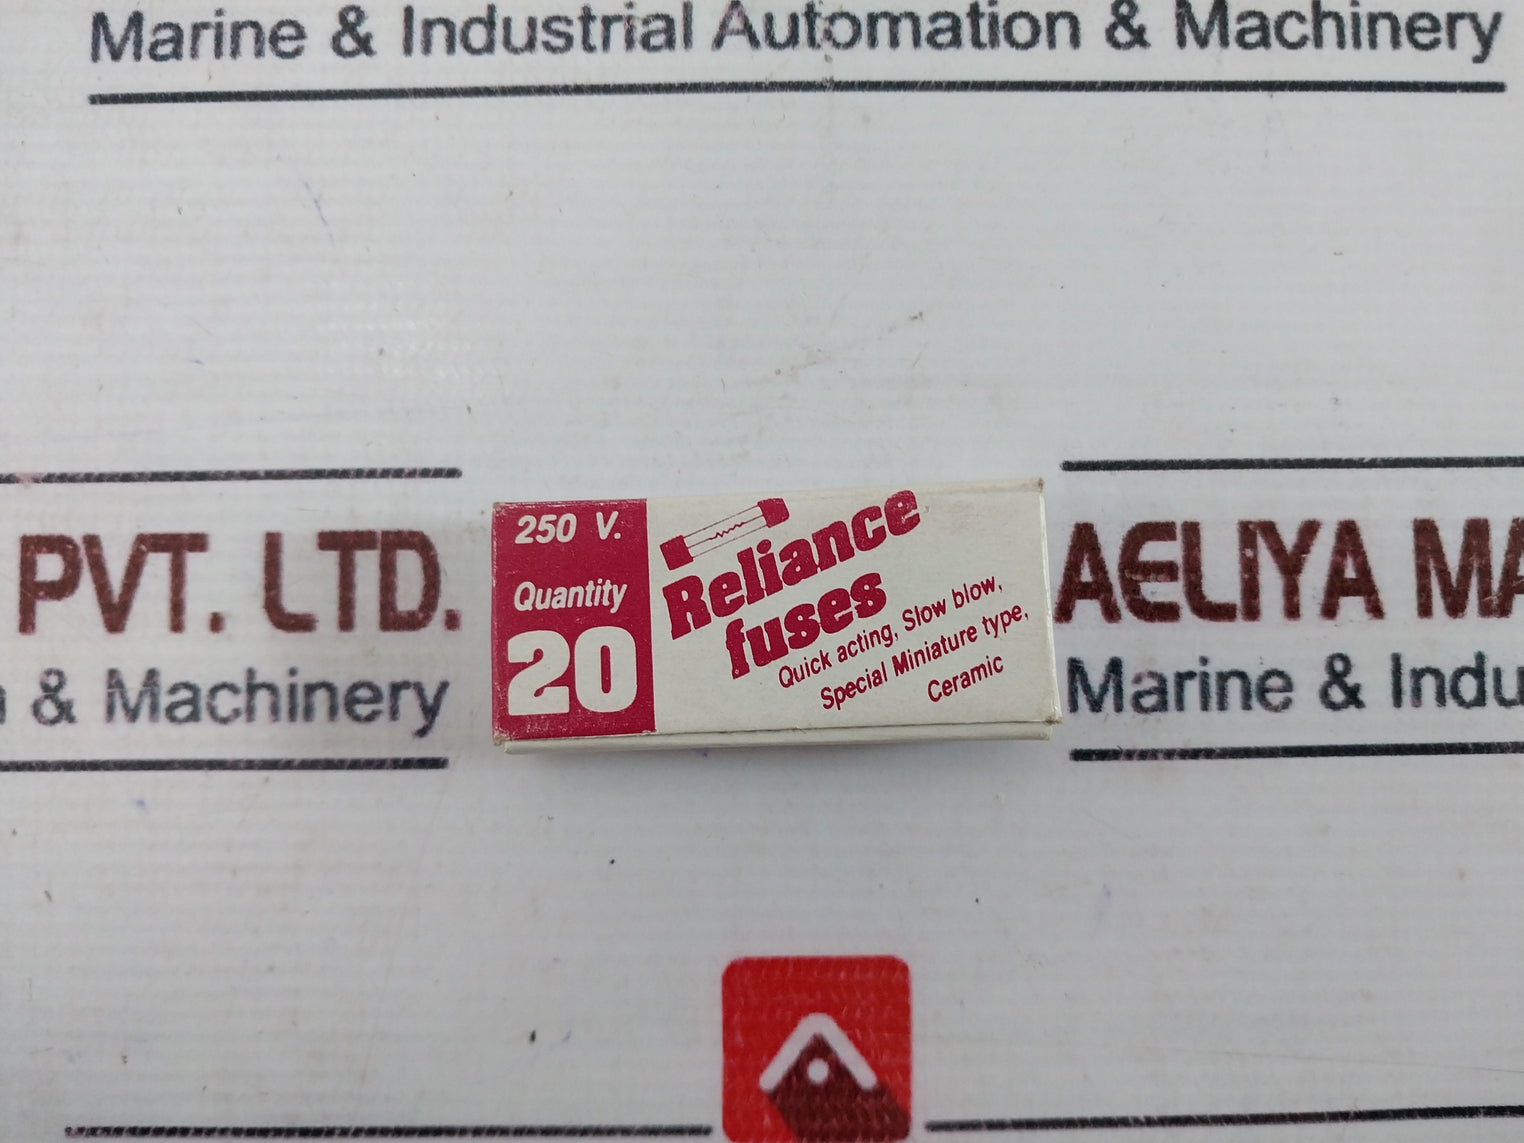 Marine & Industrial Automation & Machinery
PVT. LTD.
& Machinery
250 V.
Quantity
20
Reliance
fuses
Quick acting, Slow blow,
Special Miniature type,
Ceramic
AELIYA MA
Marine & Indu